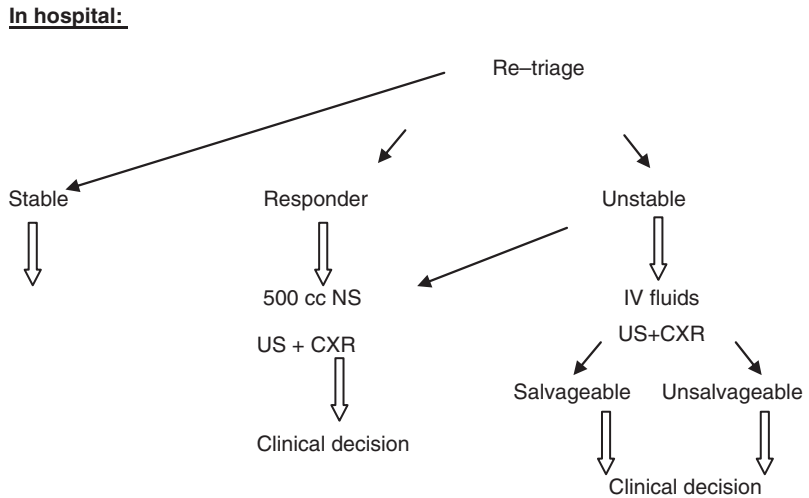 In hospital:
Re–triage
Stable
Responder
Unstable
500 cc NS
IV fluids
US + CXR
US+CXR
Salvageable
Unsalvageable
Clinical decision
Clinical decision